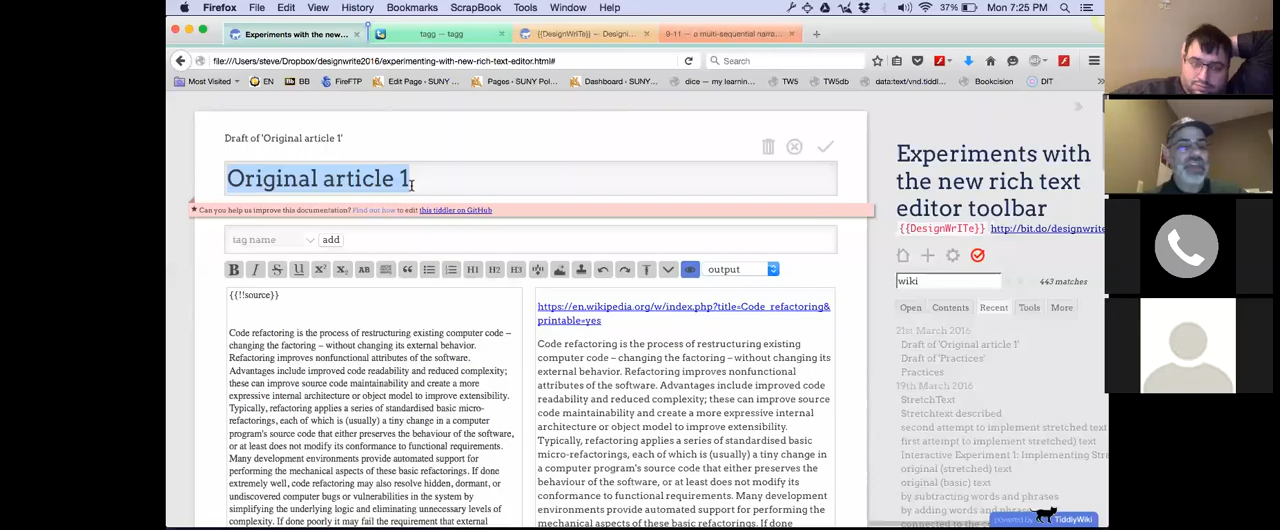 Firefox File Edit View History Bookmarks ScrapBook Tools Window Help
37% Mon 7:25 PM
Experiments with the new...
tagg — tagg
{{DesignWriTe}} — Designi...
9-11 — a multi-sequential narra...
file:///Users/steve/Dropbox/designwrite2016/experimenting-with-new-rich-text-editor.html#
Search
Most Visited EN BB FireFTP Edit Page - SUNY ... Pages - SUNY Pol... Dashboard - SUNY... dice — my learnin... TW5 TW5db data:text/vnd.tiddl... Bookcision DIT
Draft of 'Original article 1'
Original article 1
Can you help us improve this documentation? Find out how to edit this tiddler on GitHub
tag name add
B I S U X² X₂ AB H1 H2 H3 output
{{!!source}}
Code refactoring is the process of restructuring existing computer code –
changing the factoring – without changing its external behavior.
Refactoring improves nonfunctional attributes of the software.
Advantages include improved code readability and reduced complexity;
these can improve source code maintainability and create a more
expressive internal architecture or object model to improve extensibility.
Typically, refactoring applies a series of standardised basic micro-
refactorings, each of which is (usually) a tiny change in a computer
program's source code that either preserves the behaviour of the software,
or at least does not modify its conformance to functional requirements.
Many development environments provide automated support for
performing the mechanical aspects of these basic refactorings. If done
extremely well, code refactoring may also resolve hidden, dormant, or
undiscovered computer bugs or vulnerabilities in the system by
simplifying the underlying logic and eliminating unnecessary levels of
complexity. If done poorly it may fail the requirement that external
https://en.wikipedia.org/w/index.php?title=Code_refactoring&
printable=yes
Code refactoring is the process of restructuring existing
computer code – changing the factoring – without changing its
external behavior. Refactoring improves nonfunctional
attributes of the software. Advantages include improved code
readability and reduced complexity; these can improve source
code maintainability and create a more expressive internal
architecture or object model to improve extensibility.
Typically, refactoring applies a series of standardised basic
micro-refactorings, each of which is (usually) a tiny change in
a computer program's source code that either preserves the
behaviour of the software, or at least does not modify its
conformance to functional requirements. Many development
environments provide automated support for performing the
mechanical aspects of these basic refactorings. If done
Experiments with
the new rich text
editor toolbar
{{DesignWrITe}} http://bit.do/designwrite
wiki 443 matches
Open Contents Recent Tools More
21st March 2016
Draft of 'Original article 1'
Draft of 'Practices'
Practices
19th March 2016
StretchText
Stretchtext described
second attempt to implement stretched text
first attempt to implement stretched) text
Interactive Experiment 1: Implementing Stra
original (stretched) text
original (basic) text
by subtracting words and phrases
by adding words and
connected to the
powered by TiddlyWiki